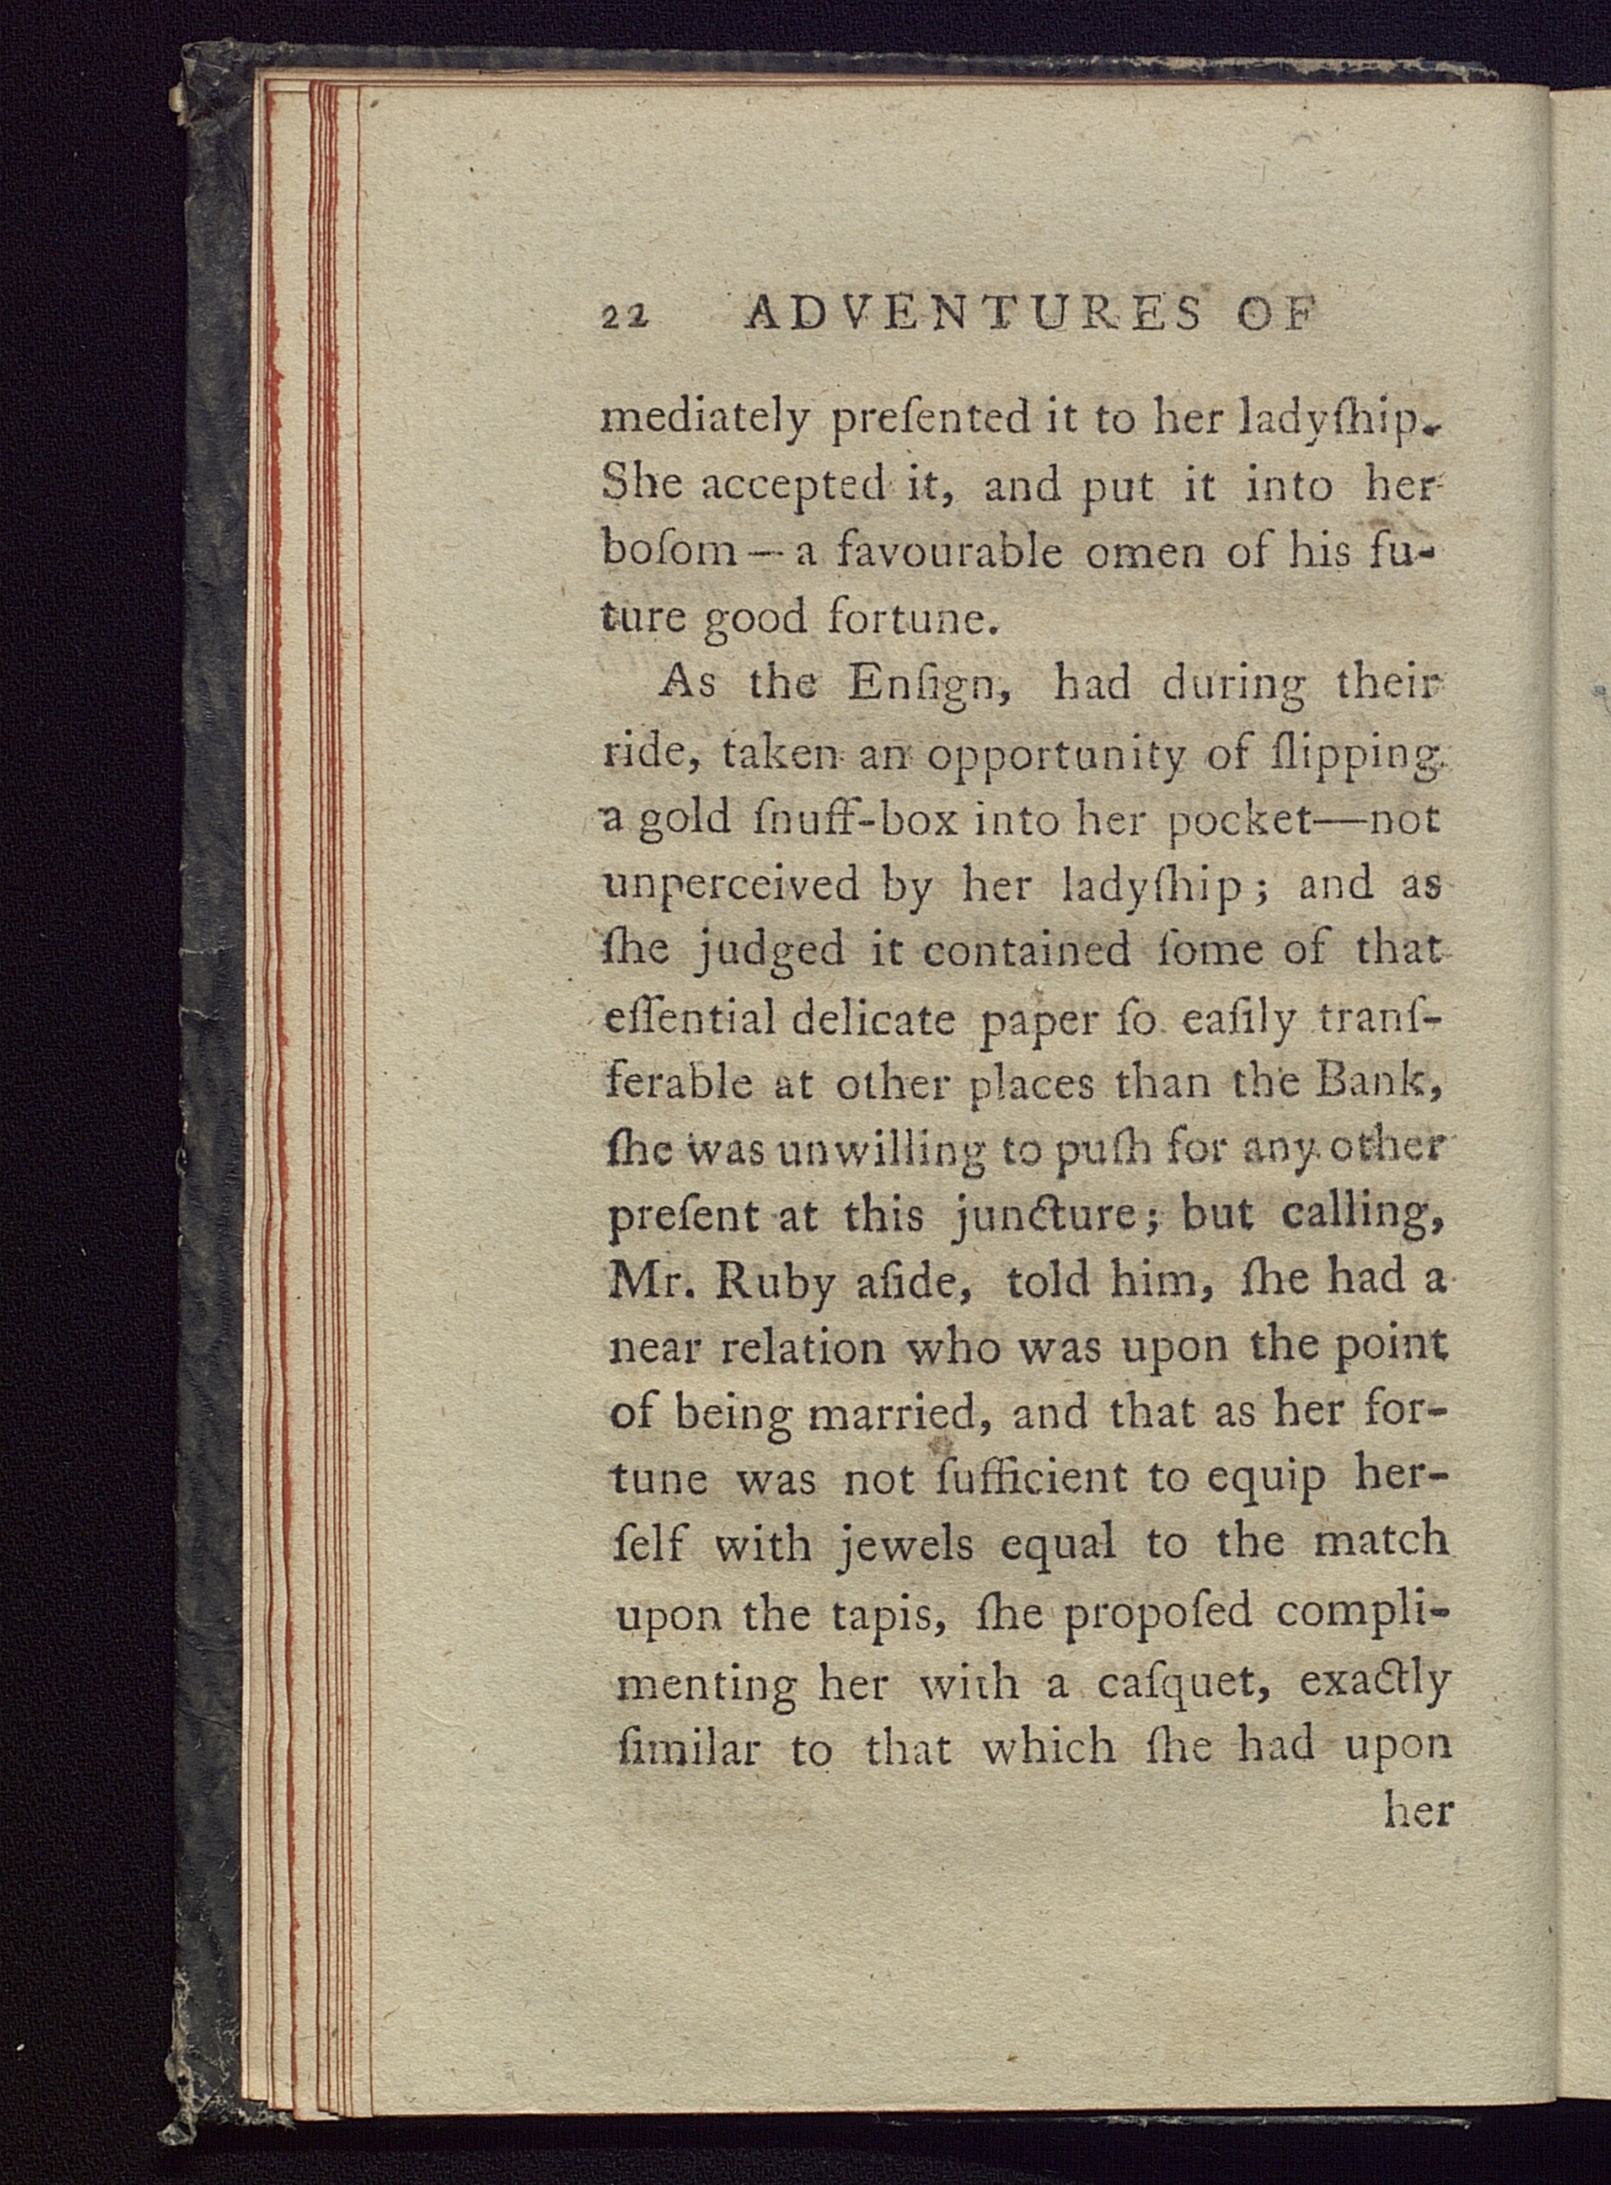 22 ADVENTURES OF
mediately preſented it to her ladyſhip.
She accepted it, and put it into her
boſom — a favourable omen of his fu-
ture good fortune.
As the Enſign, had during their
ride, taken an opportunity of ſlipping
a gold ſnuff-box into her pocket—not
unperceived by her ladyſhip; and as
ſhe judged it contained ſome of that
eſſential delicate paper ſo eaſily tranſ-
ferable at other places than the Bank,
ſhe was unwilling to puſh for any other
preſent at this juncture; but calling,
Mr. Ruby aſide, told him, ſhe had a
near relation who was upon the point
of being married, and that as her for-
tune was not ſufficient to equip her-
ſelf with jewels equal to the match
upon the tapis, ſhe propoſed compli-
menting her with a caſquet, exactly
ſimilar to that which ſhe had upon
her